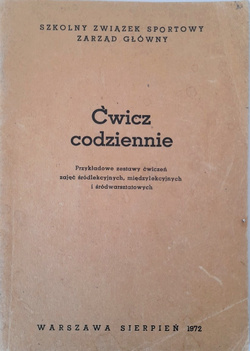 SZKOLNY ZWIĄZEK SPORTOWY
ZARZĄD GŁÓWNY
Ćwicz
codziennie
Przykładowe zestawy ćwiczeń
zajęć śródlekcyjnych, międzylekcyjnych
i śródwarsztatowych
WARSZAWA SIERPIEŃ 1972